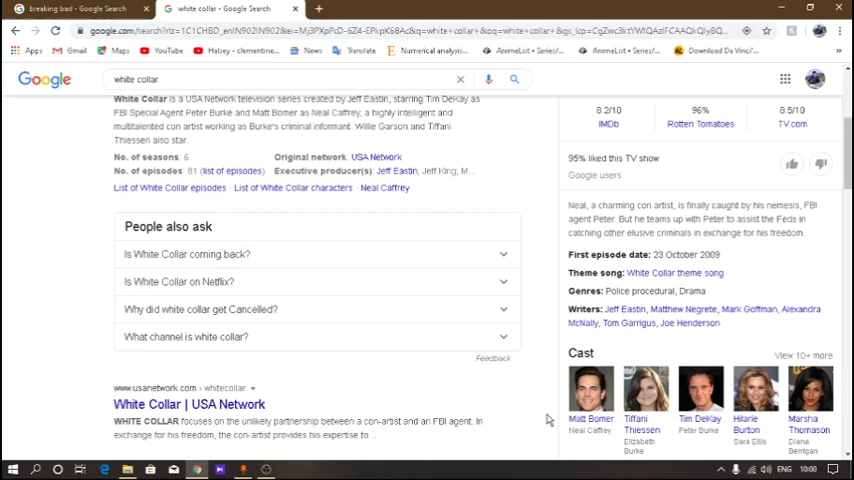 breaking bad - Google Search
white collar - Google Search
google.com/search?rlz=1C1CHBD_enIN902IN902&ei=Mj3PXpPcD-6Z4-EPkpK68Ac&q=white+collar+&oq=white+collar+&gs_lcp=CgZwc3ktYWIQAzIFCAAQkQIyBQ...
Apps
Gmail
Maps
YouTube
Halsey - clementine...
News
Translate
Numerical analysis...
AnimeList • Series/...
AnimeList • Series/...
Download Da Vinci'...
Google
white collar
White Collar is a USA Network television series created by Jeff Eastin, starring Tim DeKay as
FBI Special Agent Peter Burke and Matt Bomer as Neal Caffrey, a highly intelligent and
multitalented con artist working as Burke's criminal informant. Willie Garson and Tiffani
Thiessen also star.
No. of seasons: 6
Original network: USA Network
No. of episodes: 81 (list of episodes)
Executive producer(s): Jeff Eastin, Jeff King; M...
List of White Collar episodes · List of White Collar characters · Neal Caffrey
People also ask
Is White Collar coming back?
Is White Collar on Netflix?
Why did white collar get Cancelled?
What channel is white collar?
Feedback
www.usanetwork.com › whitecollar
White Collar | USA Network
WHITE COLLAR focuses on the unlikely partnership between a con-artist and an FBI agent. In
exchange for his freedom, the con-artist provides his expertise to ...
8.2/10
96%
8.5/10
IMDb
Rotten Tomatoes
TV.com
95% liked this TV show
Google users
Neal, a charming con artist, is finally caught by his nemesis, FBI
agent Peter. But he teams up with Peter to assist the Feds in
catching other elusive criminals in exchange for his freedom.
First episode date: 23 October 2009
Theme song: White Collar theme song
Genres: Police procedural, Drama
Writers: Jeff Eastin, Matthew Negrete, Mark Goffman, Alexandra
McNally, Tom Garrigus, Joe Henderson
Cast
View 10+ more
Matt Bomer
Neal Caffrey
Tiffani
Thiessen
Elizabeth
Burke
Tim DeKay
Peter Burke
Hilarie
Burton
Sara Ellis
Marsha
Thomason
Diana
Berrigan
ENG
10:00